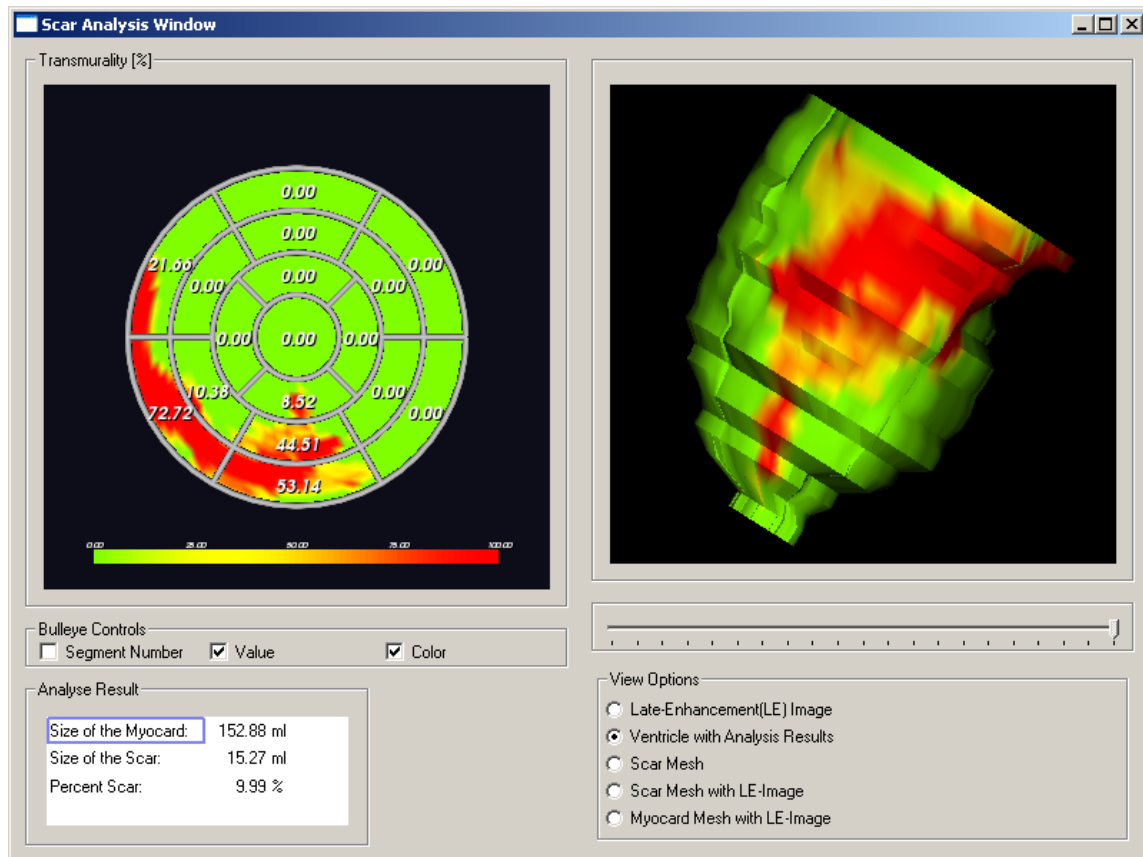 Scar Analysis Window
Transmurality [%]
0.00
0.00
21.66
0.00
0.00
0.00
0.00
0.00
0.00
0.00
10.38
8.52
0.00
72.72
0.00
44.51
53.14
0.00 25.00 50.00 75.00 100.00
Bulleye Controls
Segment Number Value Color
Analyse Result
Size of the Myocard: 152.88 ml
Size of the Scar: 15.27 ml
Percent Scar: 9.99 %
View Options
Late-Enhancement(LE) Image
Ventricle with Analysis Results
Scar Mesh
Scar Mesh with LE-Image
Myocard Mesh with LE-Image